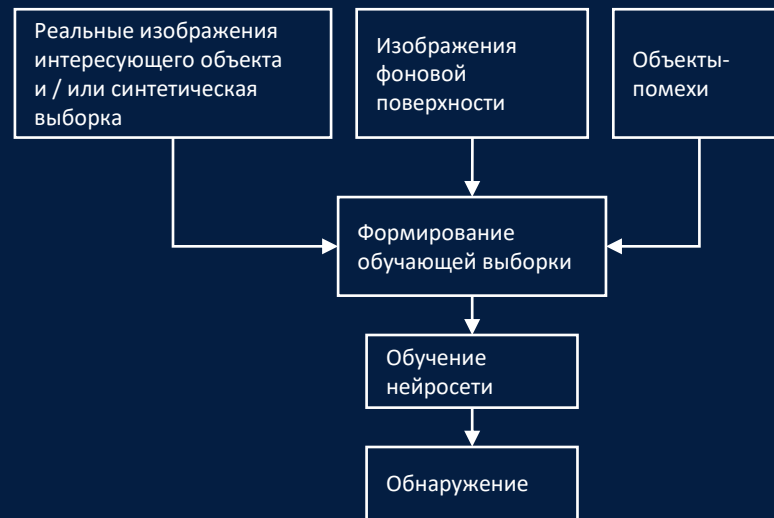 Реальные изображения
интересующего объекта
и / или синтетическая
выборка
Изображения
фоновой
поверхности
Объекты-
помехи
Формирование
обучающей выборки
Обучение
нейросети
Обнаружение